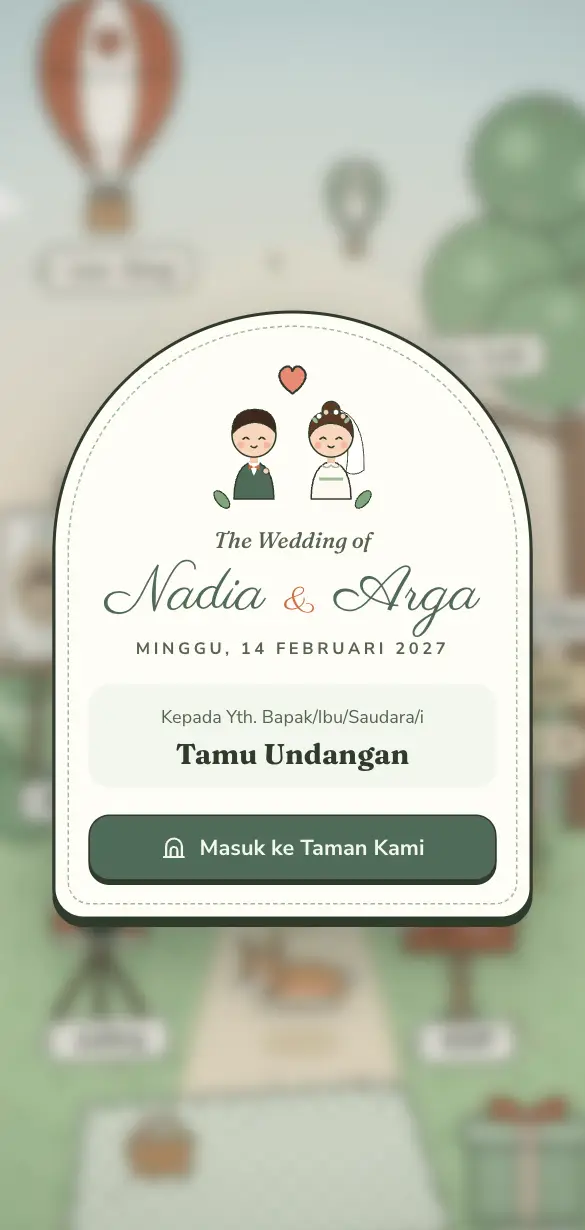 The Wedding of
Nadia & Arga
MINGGU, 14 FEBRUARI 2027
Kepada Yth. Bapak/Ibu/Saudara/i
Tamu Undangan
Masuk ke Taman Kami